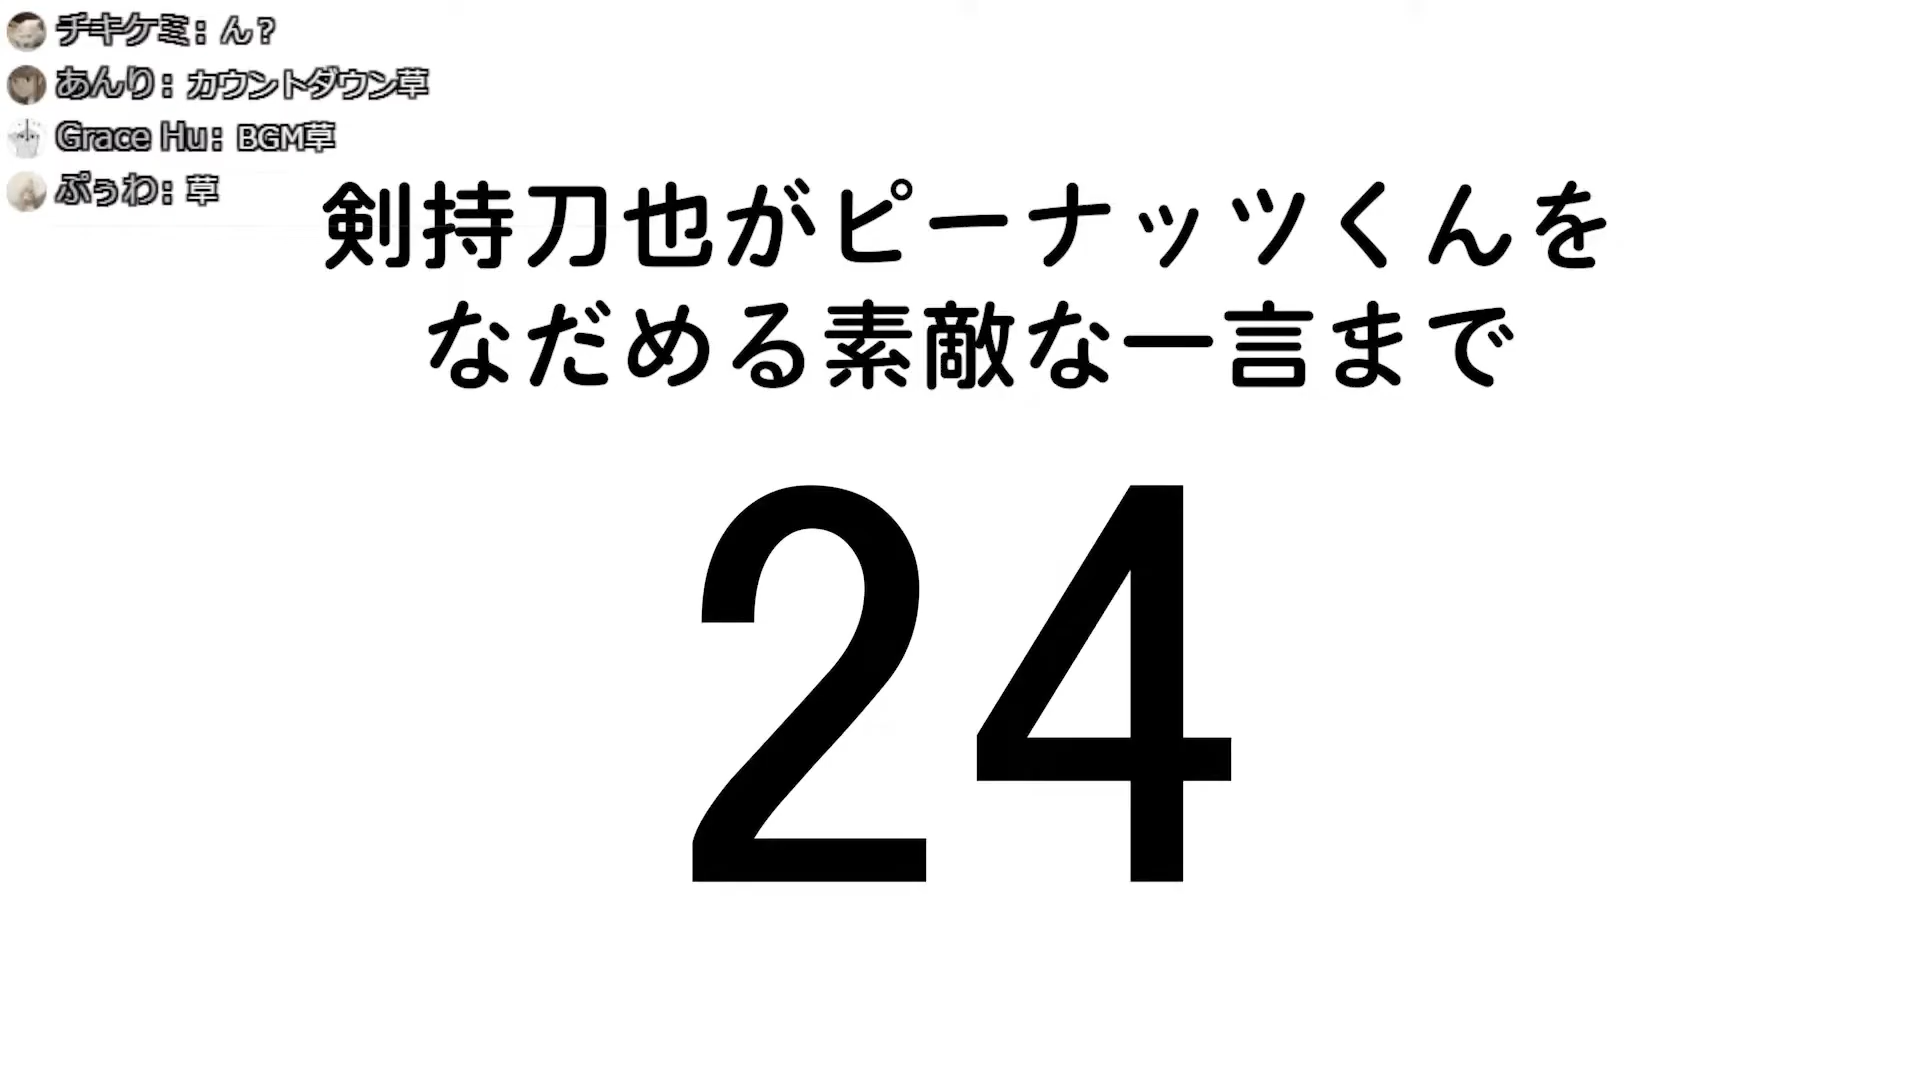 チキケミ: ん?
あんり: カウントダウン草
Grace Hu: BGM草
ぷぅわ: 草
剣持刀也がピーナッツくんを
なだめる素敵な一言まで
24